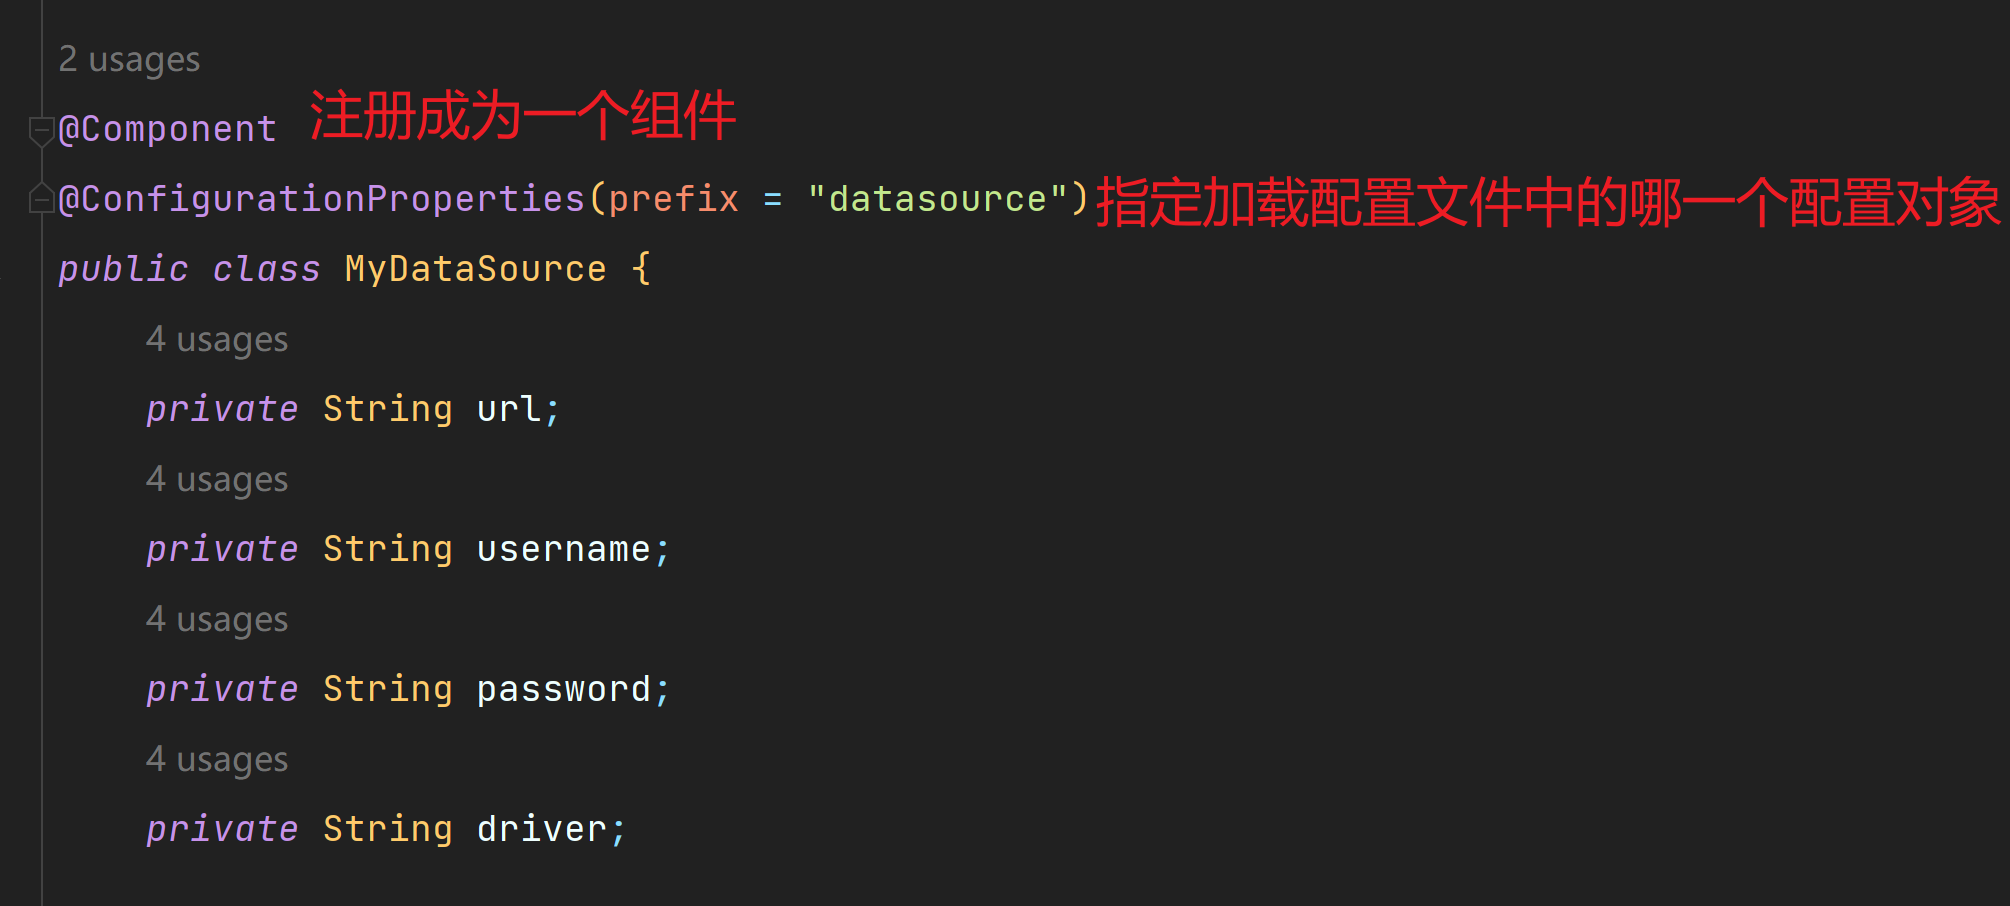 2 usages
@Component 注册成为一个组件
@ConfigurationProperties(prefix = "datasource") 指定加载配置文件中的哪一个配置对象
public class MyDataSource {
4 usages
private String url;
4 usages
private String username;
4 usages
private String password;
4 usages
private String driver;